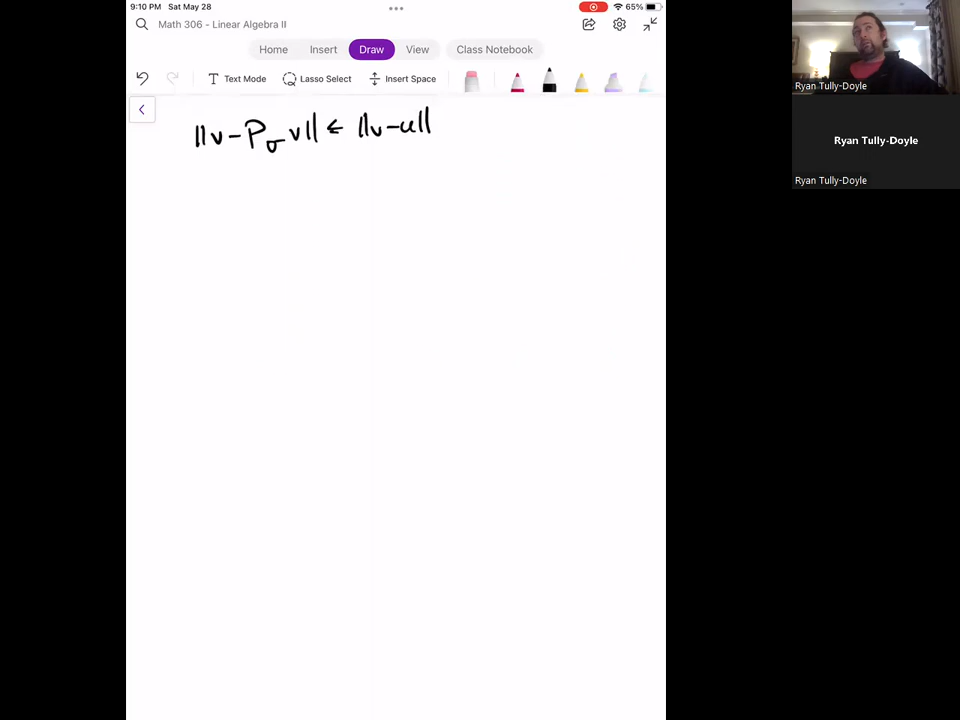 9:10 PM Sat May 28
65%
Math 306 - Linear Algebra II
Home Insert Draw View Class Notebook
Text Mode Lasso Select Insert Space
||v-P_U v|| ≤ ||v-u||
Ryan Tully-Doyle
Ryan Tully-Doyle
Ryan Tully-Doyle